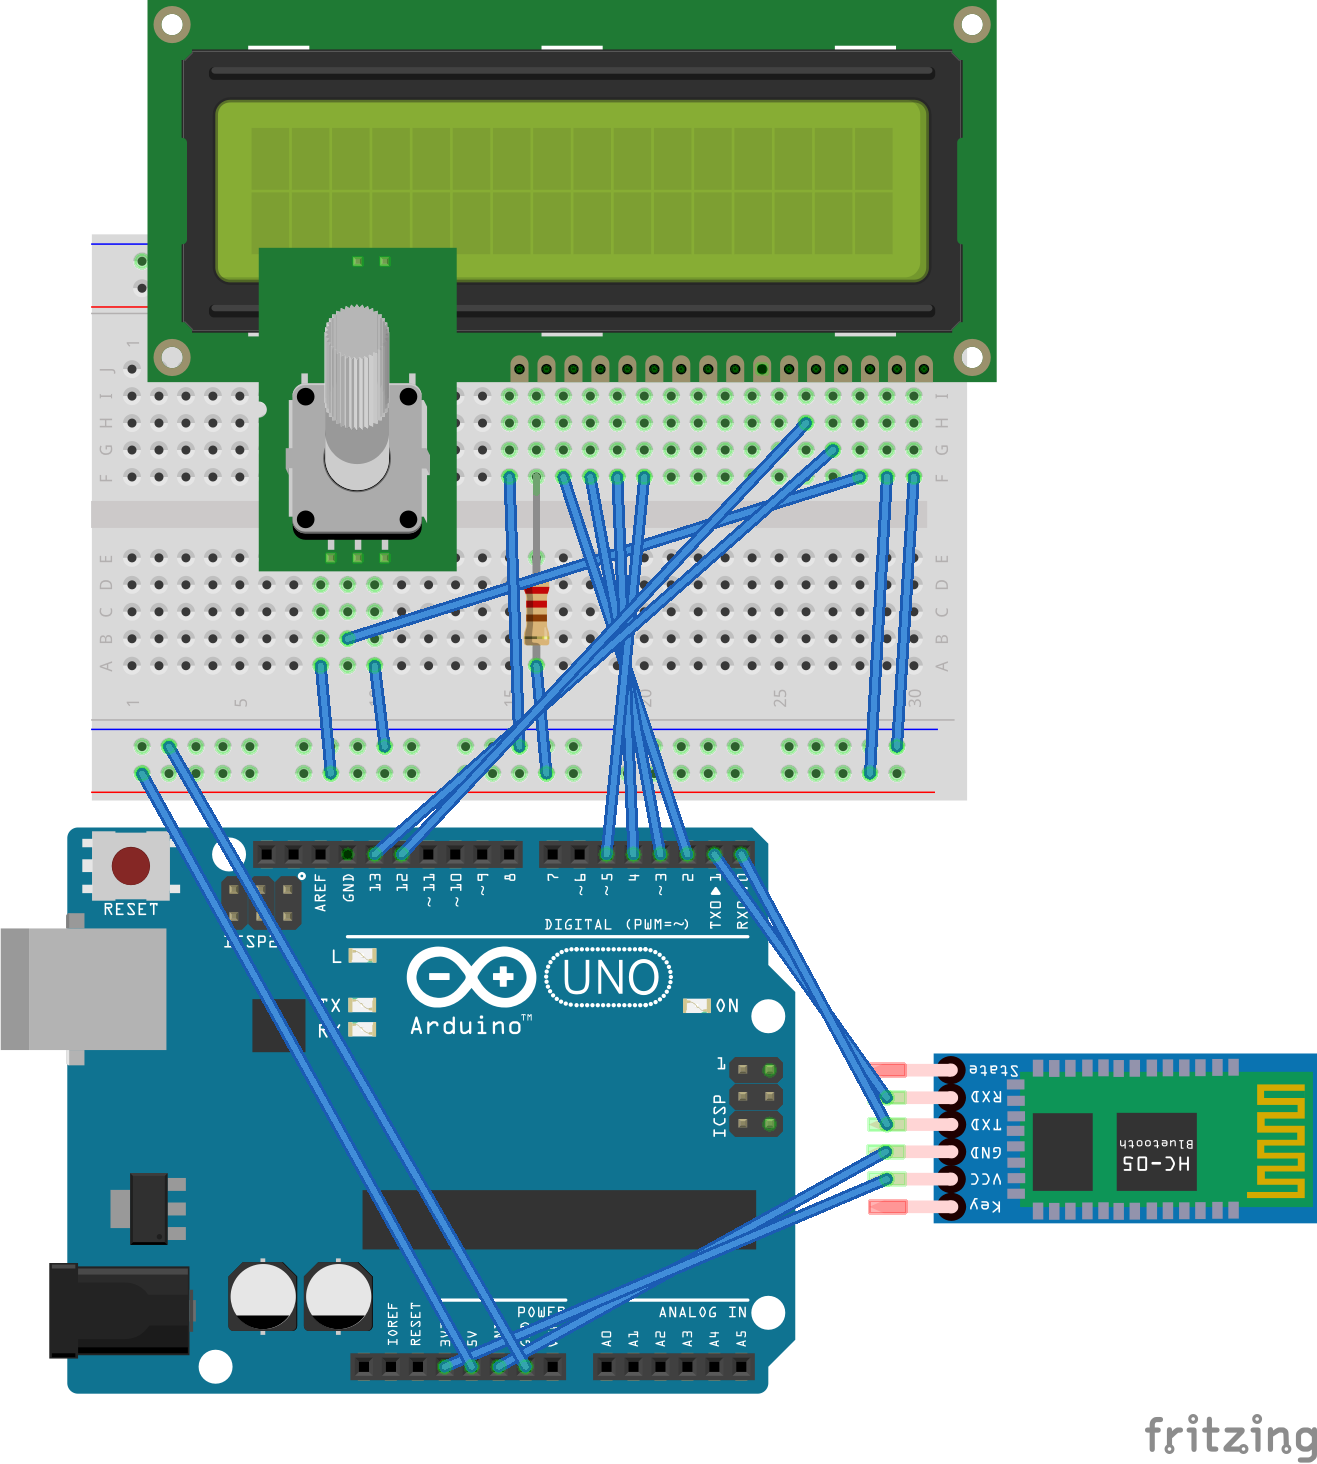 1
J
I
I
H
H
G
G
F
F
E
E
D
D
C
C
B
B
A
A
1
5
15
20
25
30
RESET
ICSP2
AREF
GND
13
12
~11
~10
~9
8
7
~6
~5
4
~3
2
TX0▶1
RX0◀0
DIGITAL (PWM=~)
L
TX
RX
Arduino™
UNO
ON
1
ICSP
State
RXD
TXD
GND
VCC
Key
HC-05
Bluetooth
IOREF
RESET
3V3
5V
POWER
ANALOG IN
A0
A1
A2
A3
A4
A5
fritzing